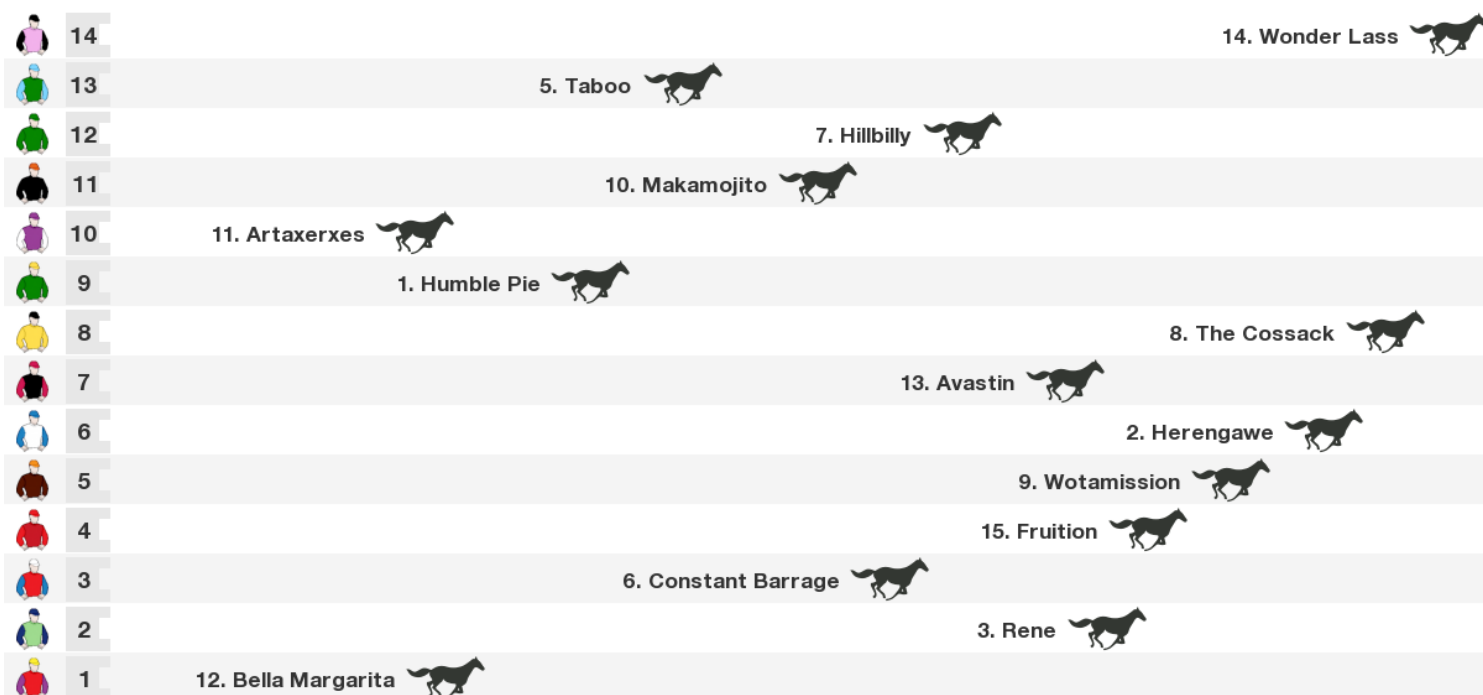 14 14. Wonder Lass
13 5. Taboo
12 7. Hillbilly
11 10. Makamojito
10 11. Artaxerxes
9 1. Humble Pie
8 8. The Cossack
7 13. Avastin
6 2. Herengawe
5 9. Wotamission
4 15. Fruition
3 6. Constant Barrage
2 3. Rene
1 12. Bella Margarita